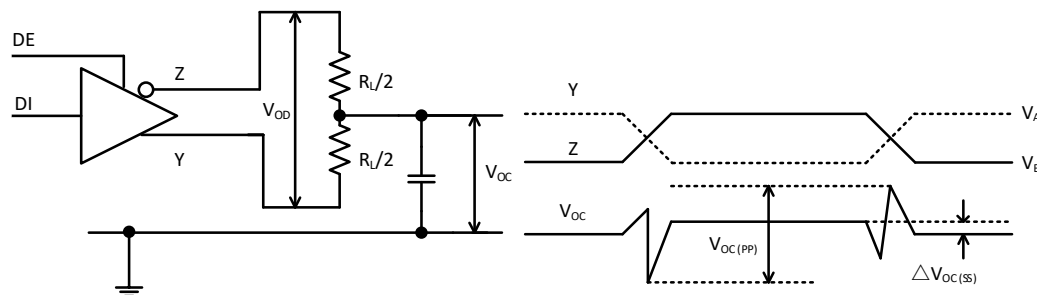 DE
Z
DI
Y
V_OD
R_L/2
R_L/2
V_OC
Y
Z
V_OC
V_OC(PP)
△V_OC(SS)